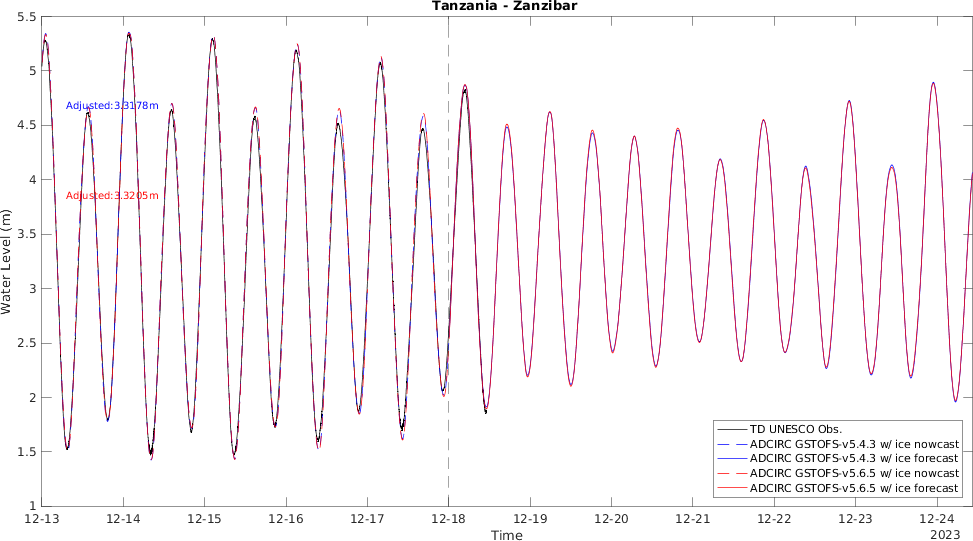 Tanzania - Zanzibar
5.5
5
4.5
4
3.5
3
2.5
2
1.5
1
Water Level (m)
Adjusted:3.3178m
Adjusted:3.3205m
TD UNESCO Obs.
ADCIRC GSTOFS-v5.4.3 w/ ice nowcast
ADCIRC GSTOFS-v5.4.3 w/ ice forecast
ADCIRC GSTOFS-v5.6.5 w/ ice nowcast
ADCIRC GSTOFS-v5.6.5 w/ ice forecast
12-13 12-14 12-15 12-16 12-17 12-18 12-19 12-20 12-21 12-22 12-23 12-24
2023
Time